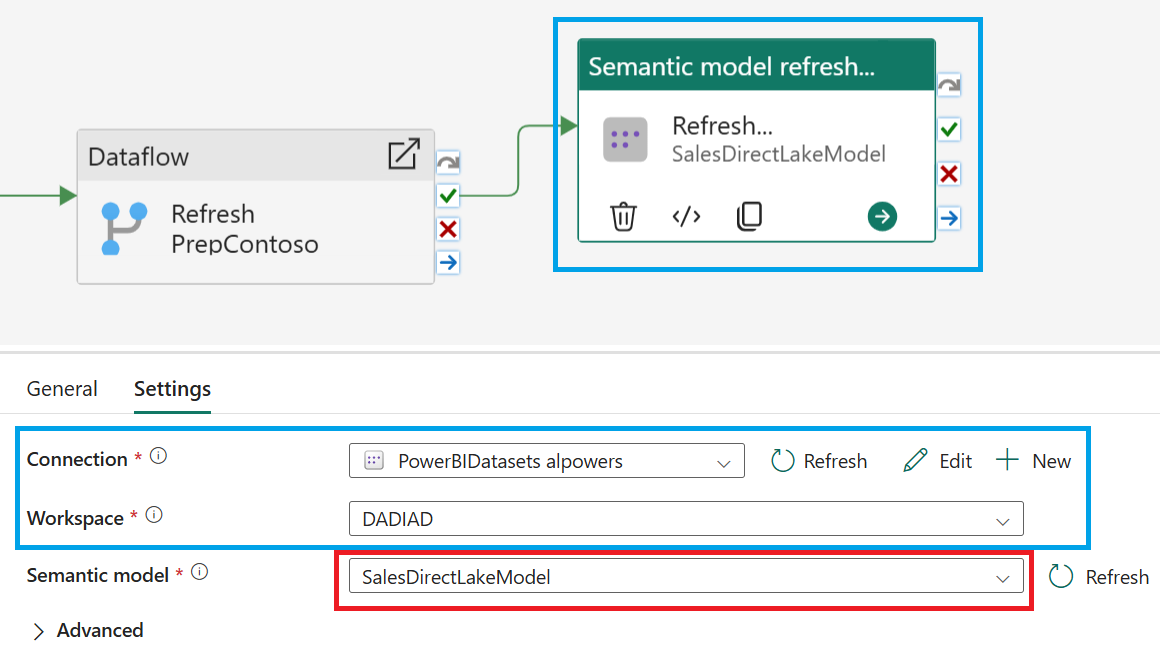 Semantic model refresh...
Refresh...
SalesDirectLakeModel
</>
Dataflow
Refresh
PrepContoso
General Settings
Connection * PowerBIDatasets alpowers Refresh Edit New
Workspace * DADIAD
Semantic model * SalesDirectLakeModel Refresh
Advanced